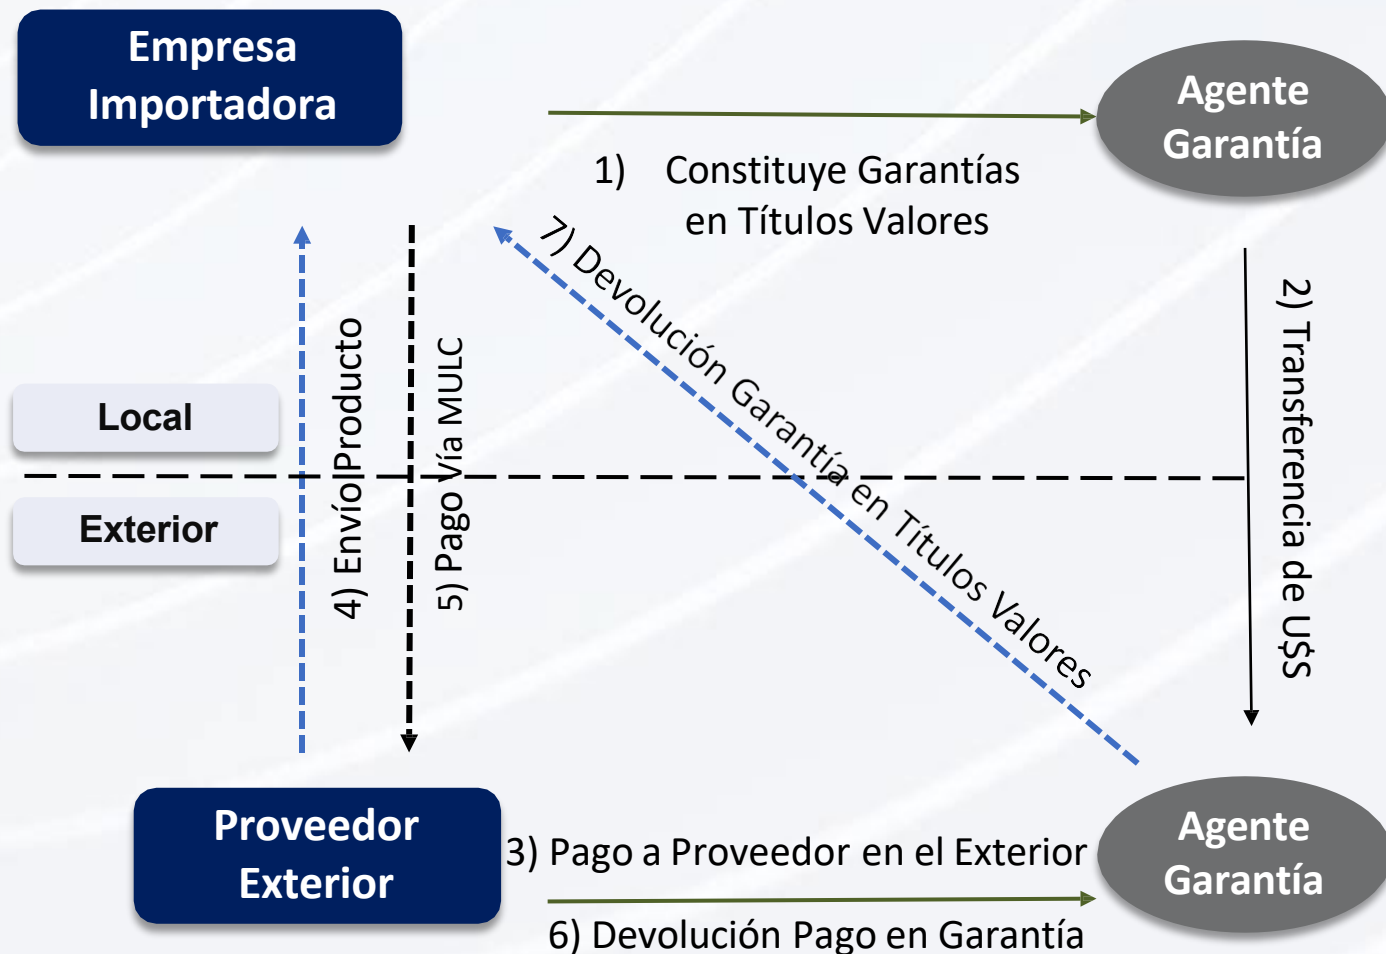 Empresa
Importadora
Agente
Garantía
1) Constituye Garantías
en Títulos Valores
7) Devolución Garantía en Títulos Valores
2) Transferencia de U$S
4) Envío Producto
5) Pago Vía MULC
Local
Exterior
Proveedor
Exterior
3) Pago a Proveedor en el Exterior
6) Devolución Pago en Garantía
Agente
Garantía